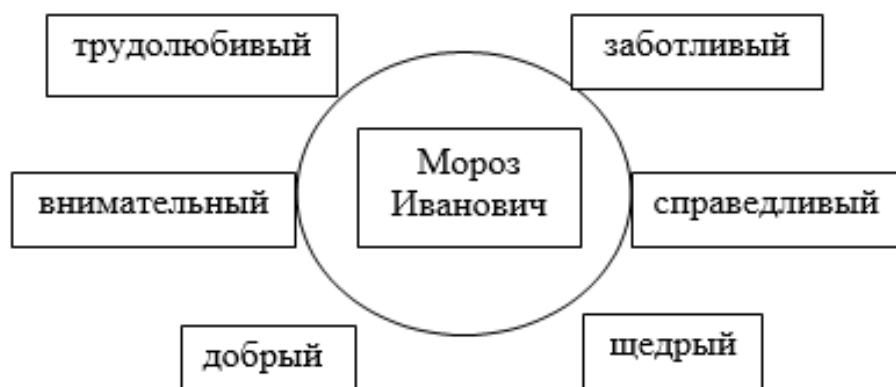 трудолюбивый
заботливый
Мороз
Иванович
внимательный
справедливый
добрый
щедрый